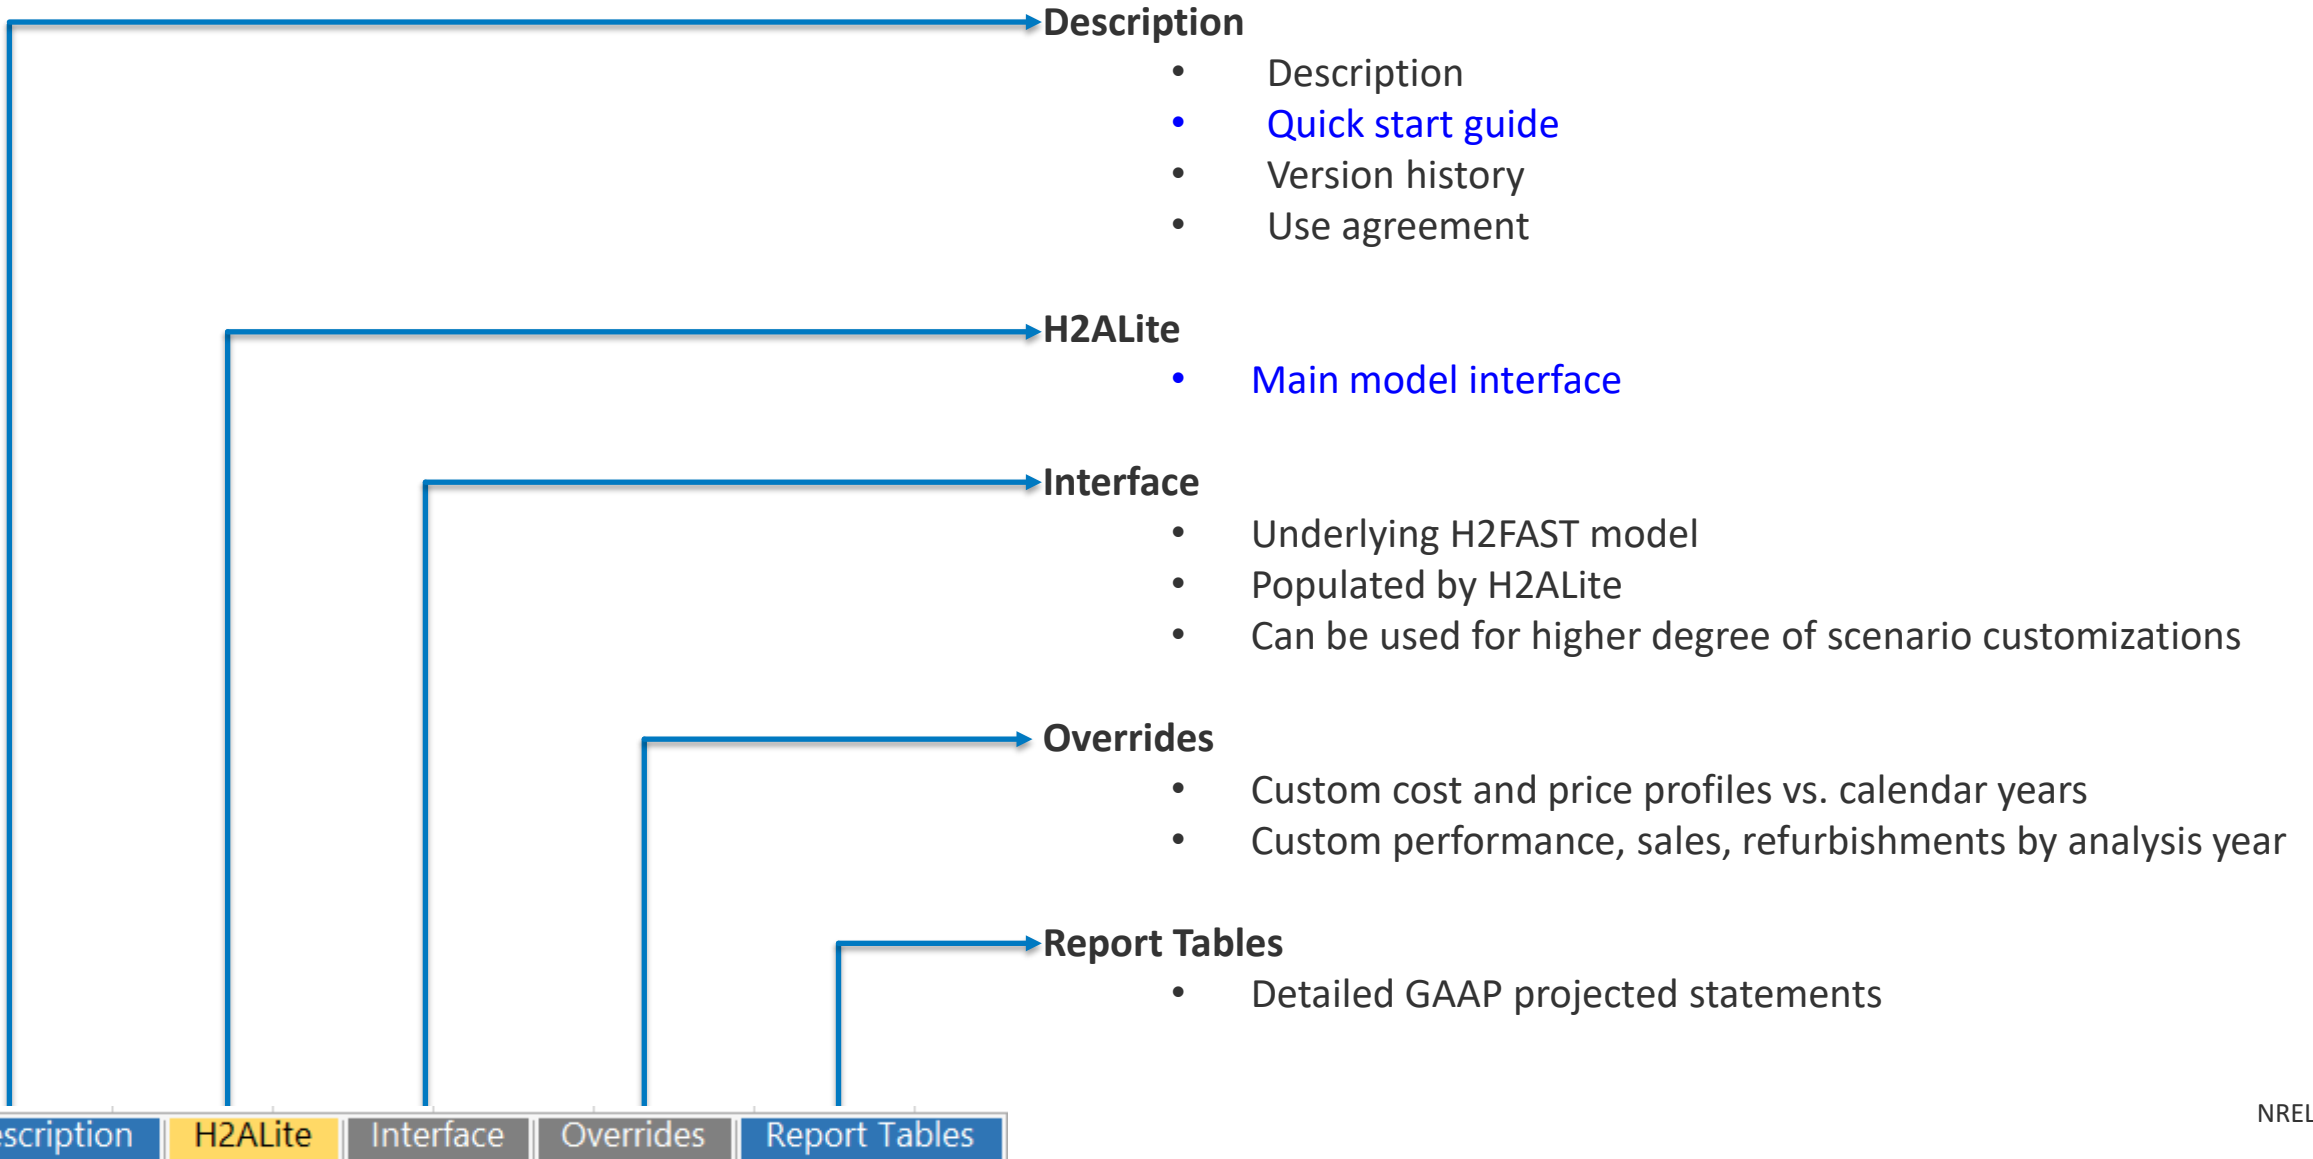 Description
• Description
• Quick start guide
• Version history
• Use agreement
H2ALite
• Main model interface
Interface
• Underlying H2FAST model
• Populated by H2ALite
• Can be used for higher degree of scenario customizations
Overrides
• Custom cost and price profiles vs. calendar years
• Custom performance, sales, refurbishments by analysis year
Report Tables
• Detailed GAAP projected statements
NREL
escription H2ALite Interface Overrides Report Tables